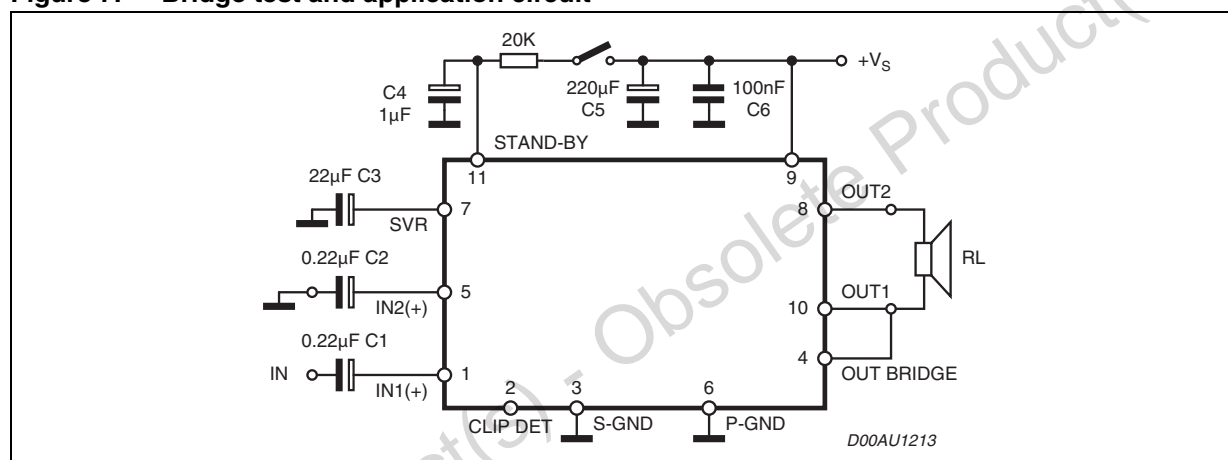 Bridge test and application circuit
20K
+VS
C4
1µF
220µF
C5
100nF
C6
STAND-BY
11
9
22µF C3
SVR
7
8
OUT2
0.22µF C2
IN2(+)
5
RL
10
OUT1
0.22µF C1
4
OUT BRIDGE
IN
IN1(+)
1
2
3
6
CLIP DET
S-GND
P-GND
D00AU1213
Obsolete Product(
ct(s) - Obsolete Product(